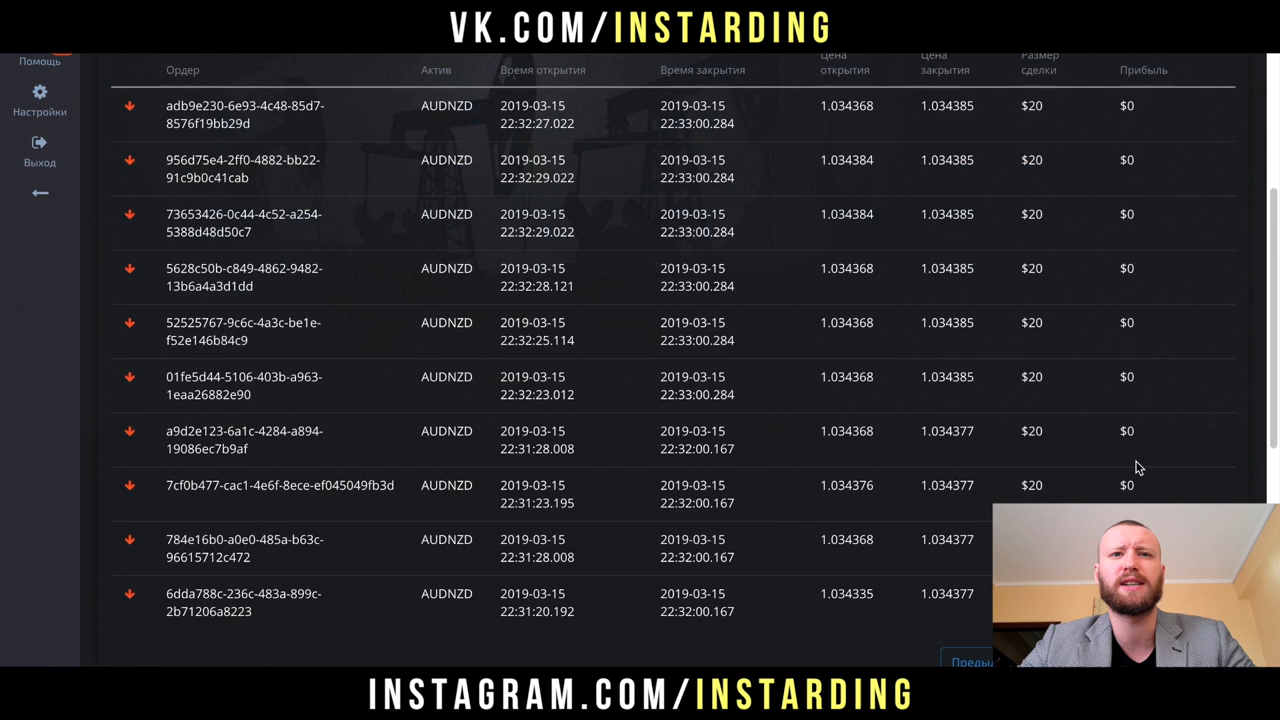 VK.COM/INSTARDING
Помощь
Настройки
Выход
Ордер Актив Время открытия Время закрытия Цена открытия Цена закрытия Размер сделки Прибыль
adb9e230-6e93-4c48-85d7- AUDNZD 2019-03-15 2019-03-15 1.034368 1.034385 $20 $0
8576f19bb29d 22:32:27.022 22:33:00.284
956d75e4-2ff0-4882-bb22- AUDNZD 2019-03-15 2019-03-15 1.034384 1.034385 $20 $0
91c9b0c41cab 22:32:29.022 22:33:00.284
73653426-0c44-4c52-a254- AUDNZD 2019-03-15 2019-03-15 1.034384 1.034385 $20 $0
5388d48d50c7 22:32:29.022 22:33:00.284
5628c50b-c849-4862-9482- AUDNZD 2019-03-15 2019-03-15 1.034368 1.034385 $20 $0
13b6a4a3d1dd 22:32:28.121 22:33:00.284
52525767-9c6c-4a3c-be1e- AUDNZD 2019-03-15 2019-03-15 1.034368 1.034385 $20 $0
f52e146b84c9 22:32:25.114 22:33:00.284
01fe5d44-5106-403b-a963- AUDNZD 2019-03-15 2019-03-15 1.034368 1.034385 $20 $0
1eaa26882e90 22:32:23.012 22:33:00.284
a9d2e123-6a1c-4284-a894- AUDNZD 2019-03-15 2019-03-15 1.034368 1.034377 $20 $0
19086ec7b9af 22:31:28.008 22:32:00.167
7cf0b477-cac1-4e6f-8ece-ef045049fb3d AUDNZD 2019-03-15 2019-03-15 1.034376 1.034377 $20 $0
22:31:23.195 22:32:00.167
784e16b0-a0e0-485a-b63c- AUDNZD 2019-03-15 2019-03-15 1.034368 1.034377
96615712c472 22:31:28.008 22:32:00.167
6dda788c-236c-483a-899c- AUDNZD 2019-03-15 2019-03-15 1.034335 1.034377
2b71206a8223 22:31:20.192 22:32:00.167
INSTAGRAM.COM/INSTARDING